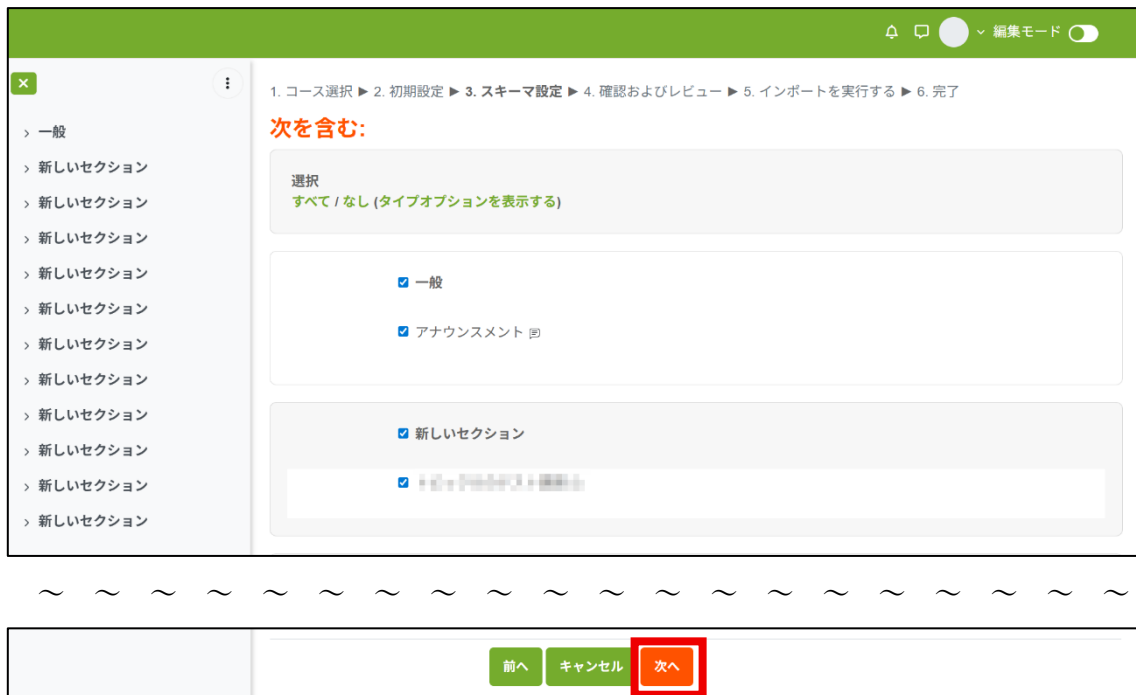 編集モード
1. コース選択 ▶ 2. 初期設定 ▶ 3. スキーマ設定 ▶ 4. 確認およびレビュー ▶ 5. インポートを実行する ▶ 6. 完了
次を含む:
一般
新しいセクション
新しいセクション
新しいセクション
新しいセクション
新しいセクション
新しいセクション
新しいセクション
新しいセクション
新しいセクション
新しいセクション
新しいセクション
選択
すべて / なし (タイプオプションを表示する)
一般
アナウンスメント
新しいセクション
～ ～ ～ ～ ～ ～ ～ ～ ～ ～ ～ ～ ～ ～ ～ ～ ～ ～ ～ ～
前へ キャンセル 次へ